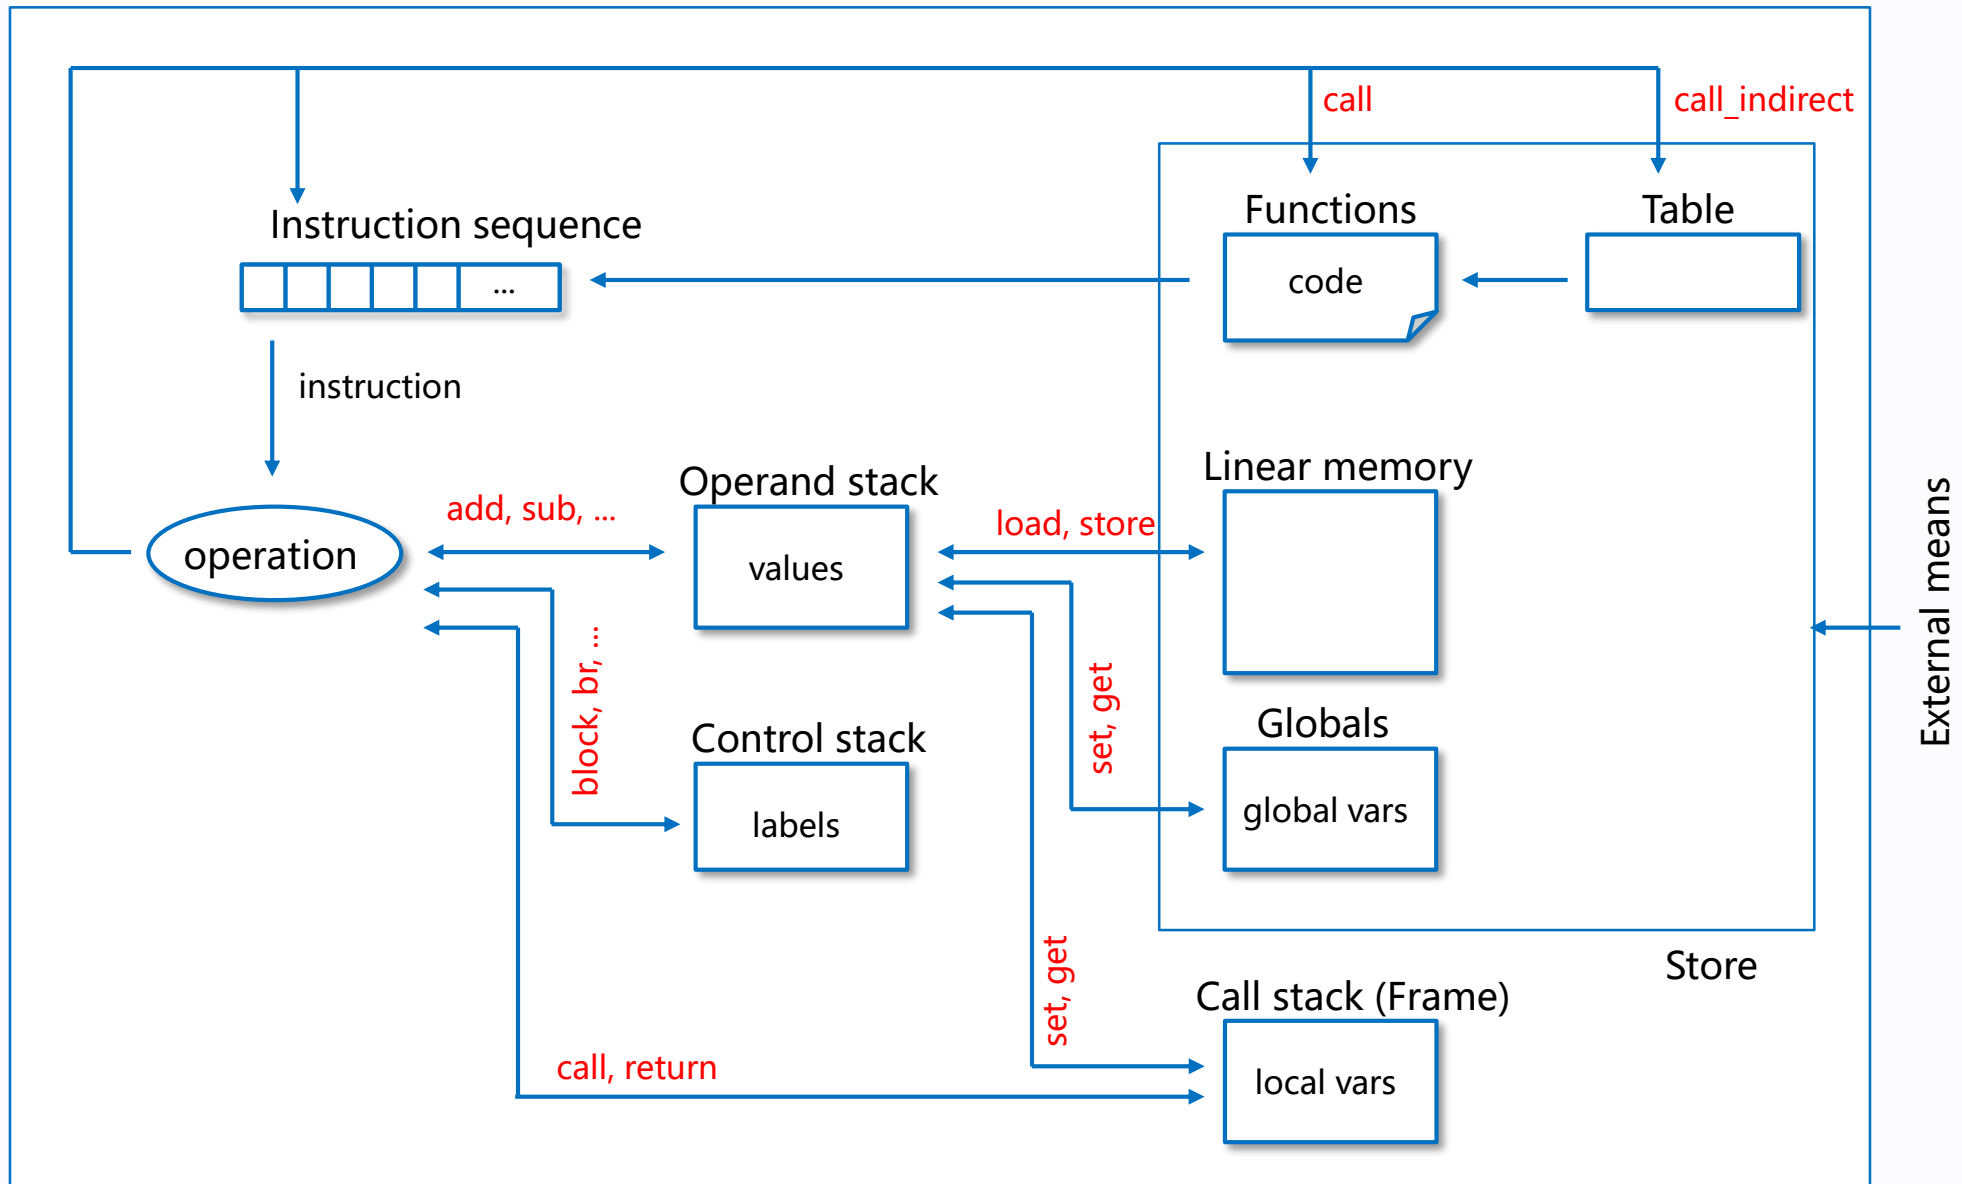 call
call_indirect
Instruction sequence
Functions
Table
...
code
instruction
Operand stack
Linear memory
add, sub, ...
load, store
operation
values
External means
block, br, ...
set, get
Control stack
Globals
labels
global vars
set, get
Store
Call stack (Frame)
call, return
local vars